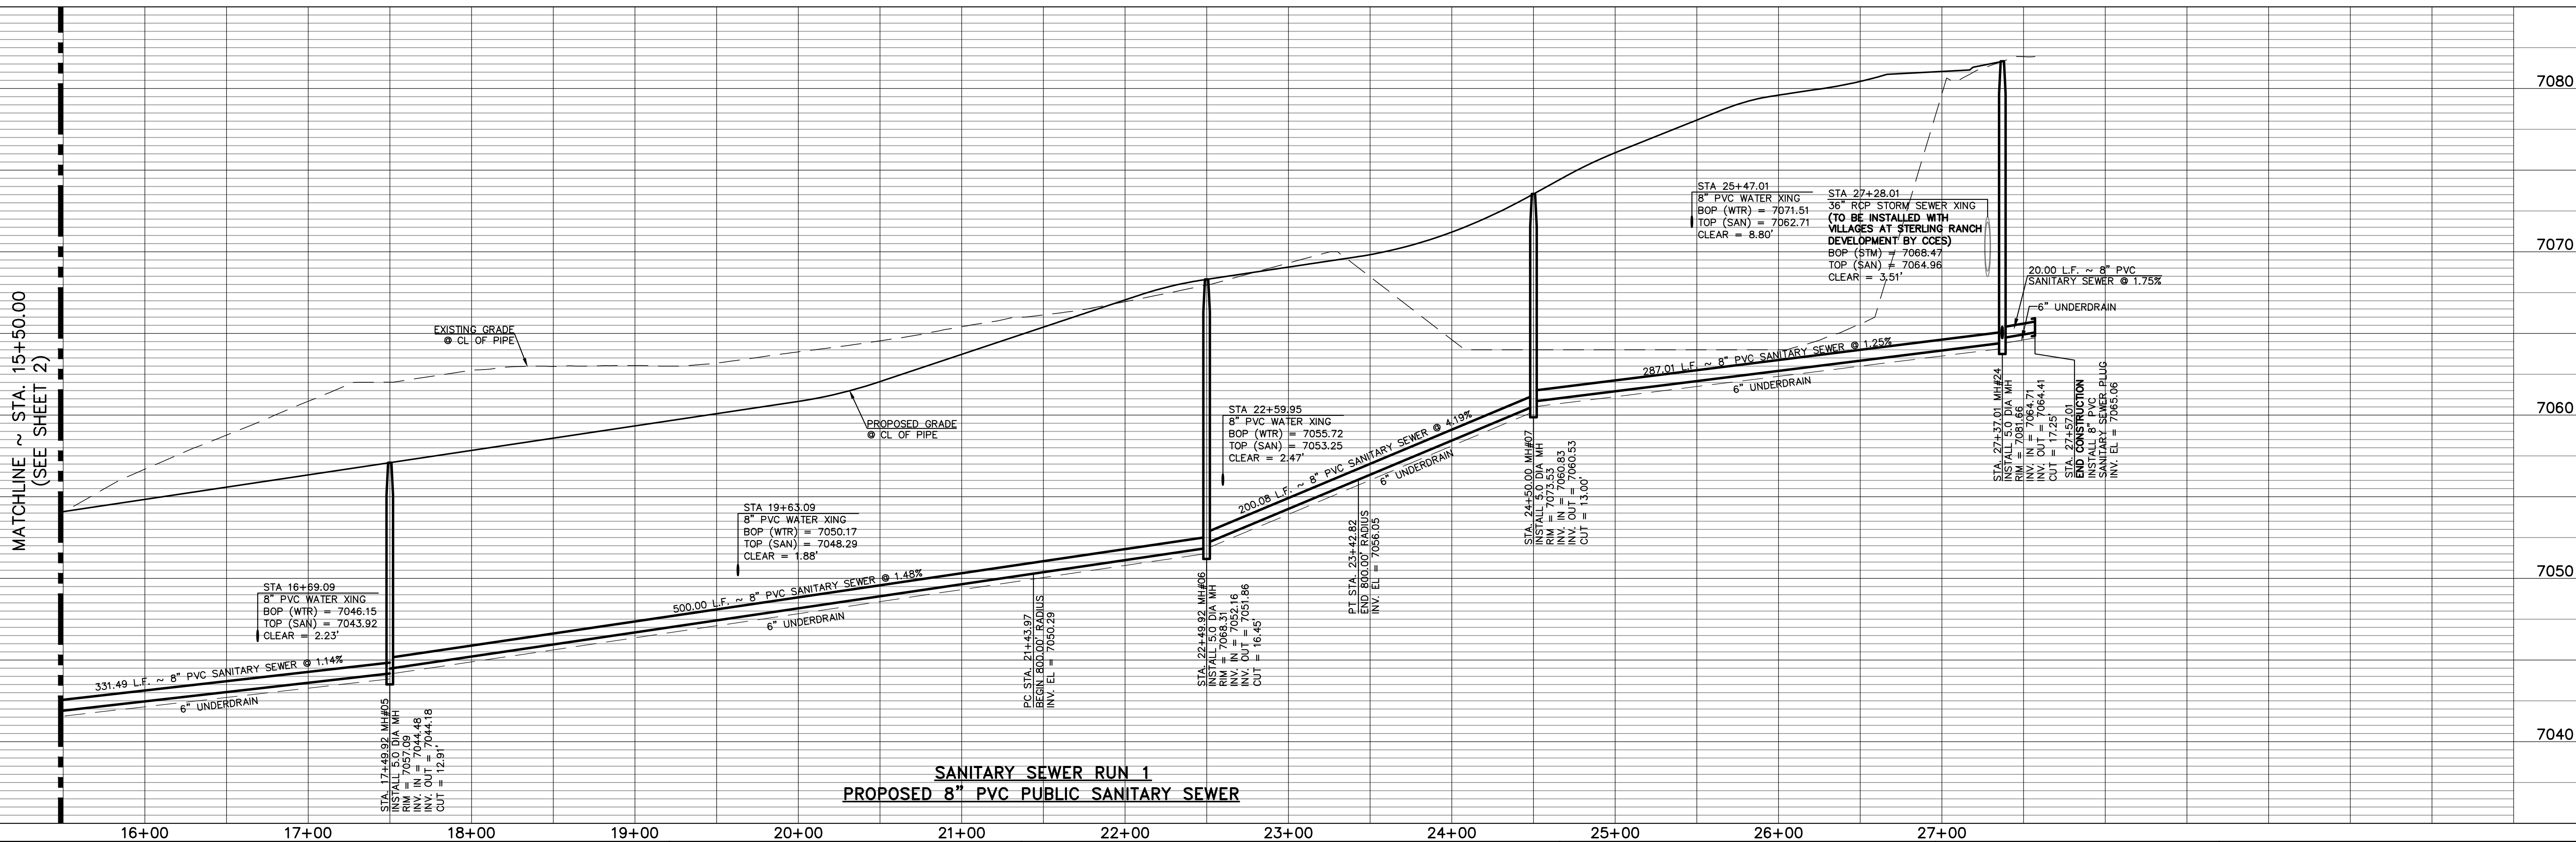 MATCHLINE ~ STA. 15+50.00
(SEE SHEET 2)
EXISTING GRADE
@ CL OF PIPE
PROPOSED GRADE
@ CL OF PIPE
STA 16+69.09
8" PVC WATER XING
BOP (WTR) = 7046.15
TOP (SAN) = 7043.92
CLEAR = 2.23'
331.49 L.F. ~ 8" PVC SANITARY SEWER @ 1.14%
6" UNDERDRAIN
STA. 17+49.92 MH#05
INSTALL 5.0 DIA MH
RIM = 7057.09
INV. IN = 7044.48
INV. OUT = 7044.18
CUT = 12.91'
STA 19+63.09
8" PVC WATER XING
BOP (WTR) = 7050.17
TOP (SAN) = 7048.29
CLEAR = 1.88'
500.00 L.F. ~ 8" PVC SANITARY SEWER @ 1.48%
6" UNDERDRAIN
PC STA. 21+43.97
BEGIN 800.00' RADIUS
INV. EL = 7050.29
STA. 22+49.92 MH#06
INSTALL 5.0 DIA MH
RIM = 7068.31
INV. IN = 7052.16
INV. OUT = 7051.86
CUT = 16.45'
STA 22+59.95
8" PVC WATER XING
BOP (WTR) = 7055.72
TOP (SAN) = 7053.25
CLEAR = 2.47'
200.08 L.F. ~ 8" PVC SANITARY SEWER @ 4.19%
6" UNDERDRAIN
PT STA. 23+42.82
END 800.00' RADIUS
INV. EL = 7056.05
STA. 24+50.00 MH#07
INSTALL 5.0 DIA MH
RIM = 7073.53
INV. IN = 7060.83
INV. OUT = 7060.53
CUT = 13.00'
STA 25+47.01
8" PVC WATER XING
BOP (WTR) = 7071.51
TOP (SAN) = 7062.71
CLEAR = 8.80'
STA 27+28.01
36" RCP STORM SEWER XING
(TO BE INSTALLED WITH
VILLAGES AT STERLING RANCH
DEVELOPMENT BY CCES)
BOP (STM) = 7068.47
TOP (SAN) = 7064.96
CLEAR = 3.51'
287.01 L.F. ~ 8" PVC SANITARY SEWER @ 1.25%
6" UNDERDRAIN
20.00 L.F. ~ 8" PVC
SANITARY SEWER @ 1.75%
6" UNDERDRAIN
STA. 27+37.01 MH#24
INSTALL 5.0 DIA MH
RIM = 7081.66
INV. IN = 7064.71
INV. OUT = 7064.41
CUT = 17.25'
STA. 27+57.01
END CONSTRUCTION
INSTALL 8" PVC
SANITARY SEWER PLUG
INV. EL = 7065.06
7080
7070
7060
7050
7040
SANITARY SEWER RUN 1
PROPOSED 8" PVC PUBLIC SANITARY SEWER
16+00 17+00 18+00 19+00 20+00 21+00 22+00 23+00 24+00 25+00 26+00 27+00